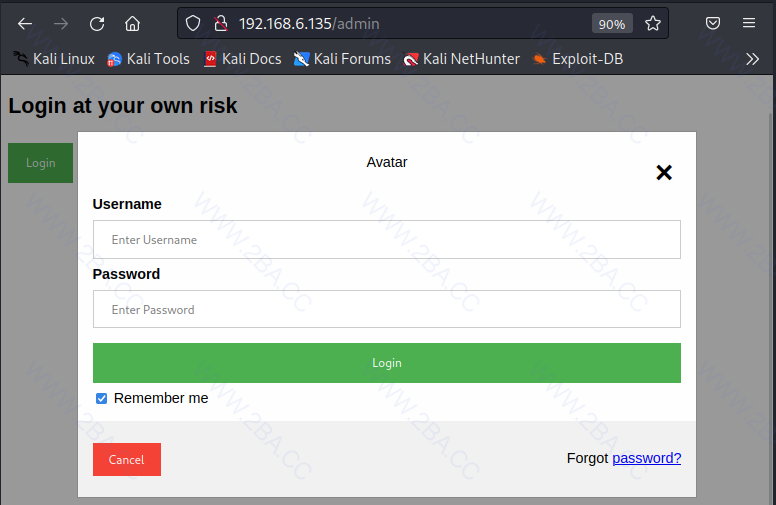 192.168.6.135/admin
90%
Kali Linux Kali Tools Kali Docs Kali Forums Kali NetHunter Exploit-DB
Login at your own risk
Login
Avatar
Username
Enter Username
Password
Enter Password
Login
Remember me
Cancel
Forgot password?
WWW.2BA.CC